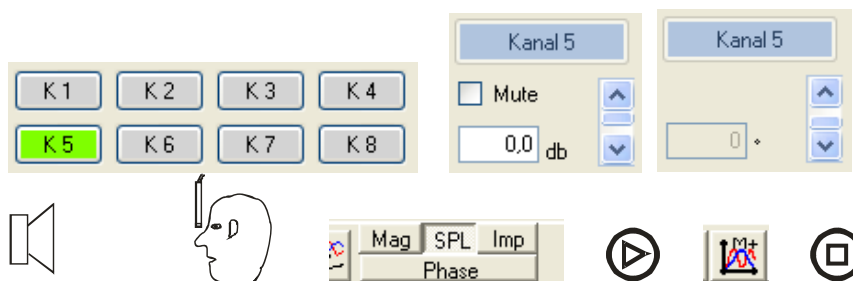 Kanal 5 Kanal 5
K 1 K 2 K 3 K 4
Mute
K 5 K 6 K 7 K 8
0,0 db 0 °
Mag SPL Imp
M+
Phase